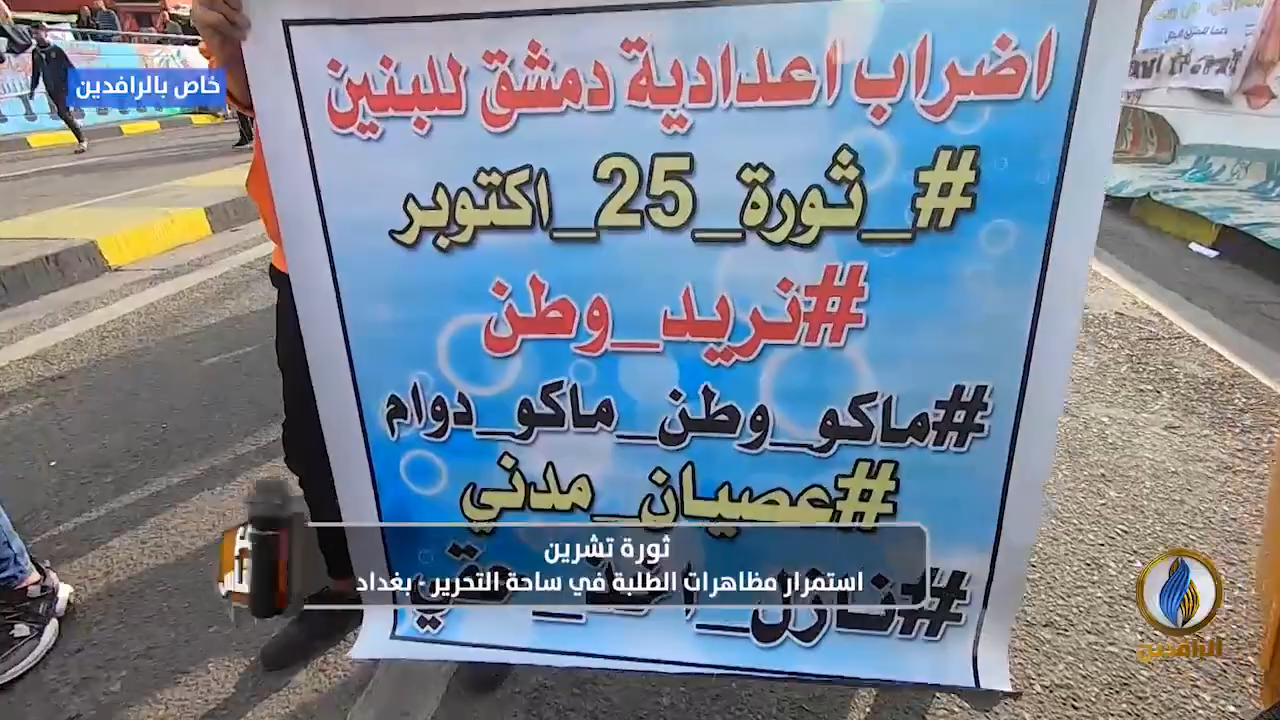 خاص بالرافدين
اضراب اعدادية دمشق للبنين
#_ثورة_25_اكتوبر
#نريد_وطن
#ماكو_وطن_ماكو_دوام
#عصيان_مدني
#نازل_اخذ_حقي
ثورة تشرين
استمرار مظاهرات الطلبة في ساحة التحرير - بغداد
الرافدين